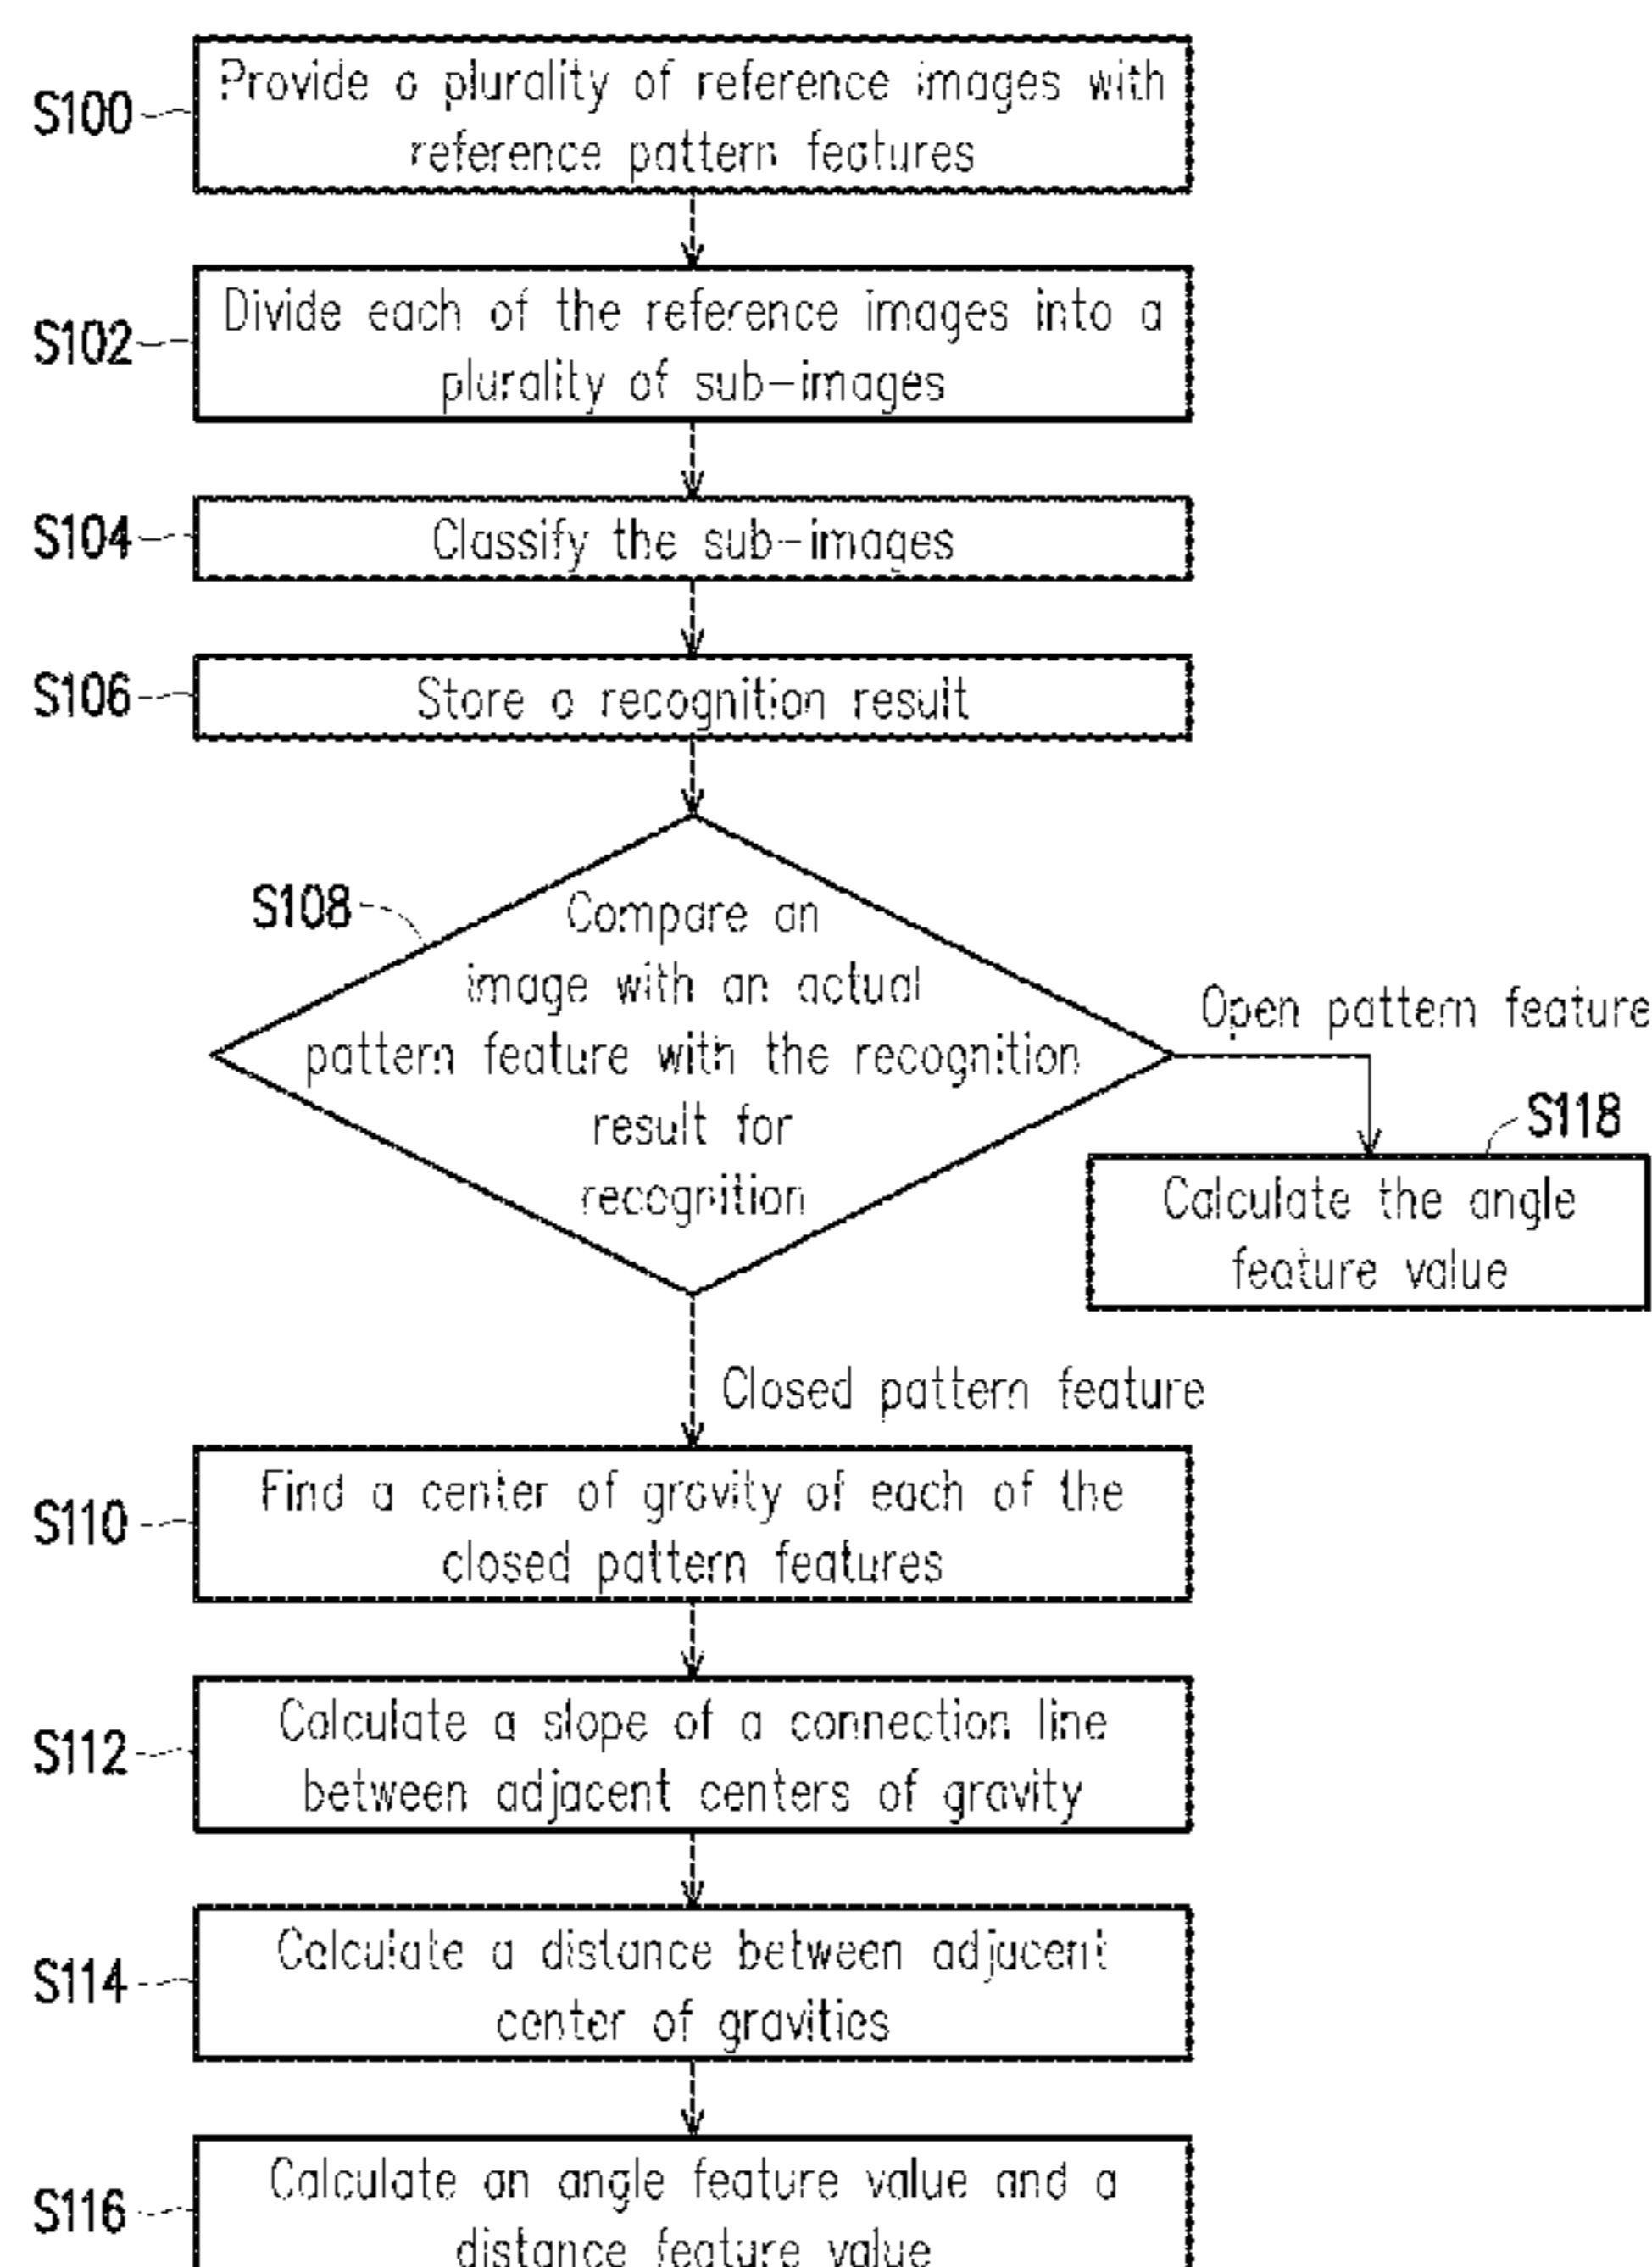 S100
Provide a plurality of reference images with
reference pattern features
S102
Divide each of the reference images into a
plurality of sub-images
S104
Classify the sub-images
S106
Store a recognition result
S108
Compare an
image with an actual
pattern feature with the recognition
result for
recognition
Open pattern feature
S118
Calculate the angle
feature value
Closed pattern feature
S110
Find a center of gravity of each of the
closed pattern features
S112
Calculate a slope of a connection line
between adjacent centers of gravity
S114
Calculate a distance between adjacent
center of gravities
S116
Calculate an angle feature value and a
distance feature value